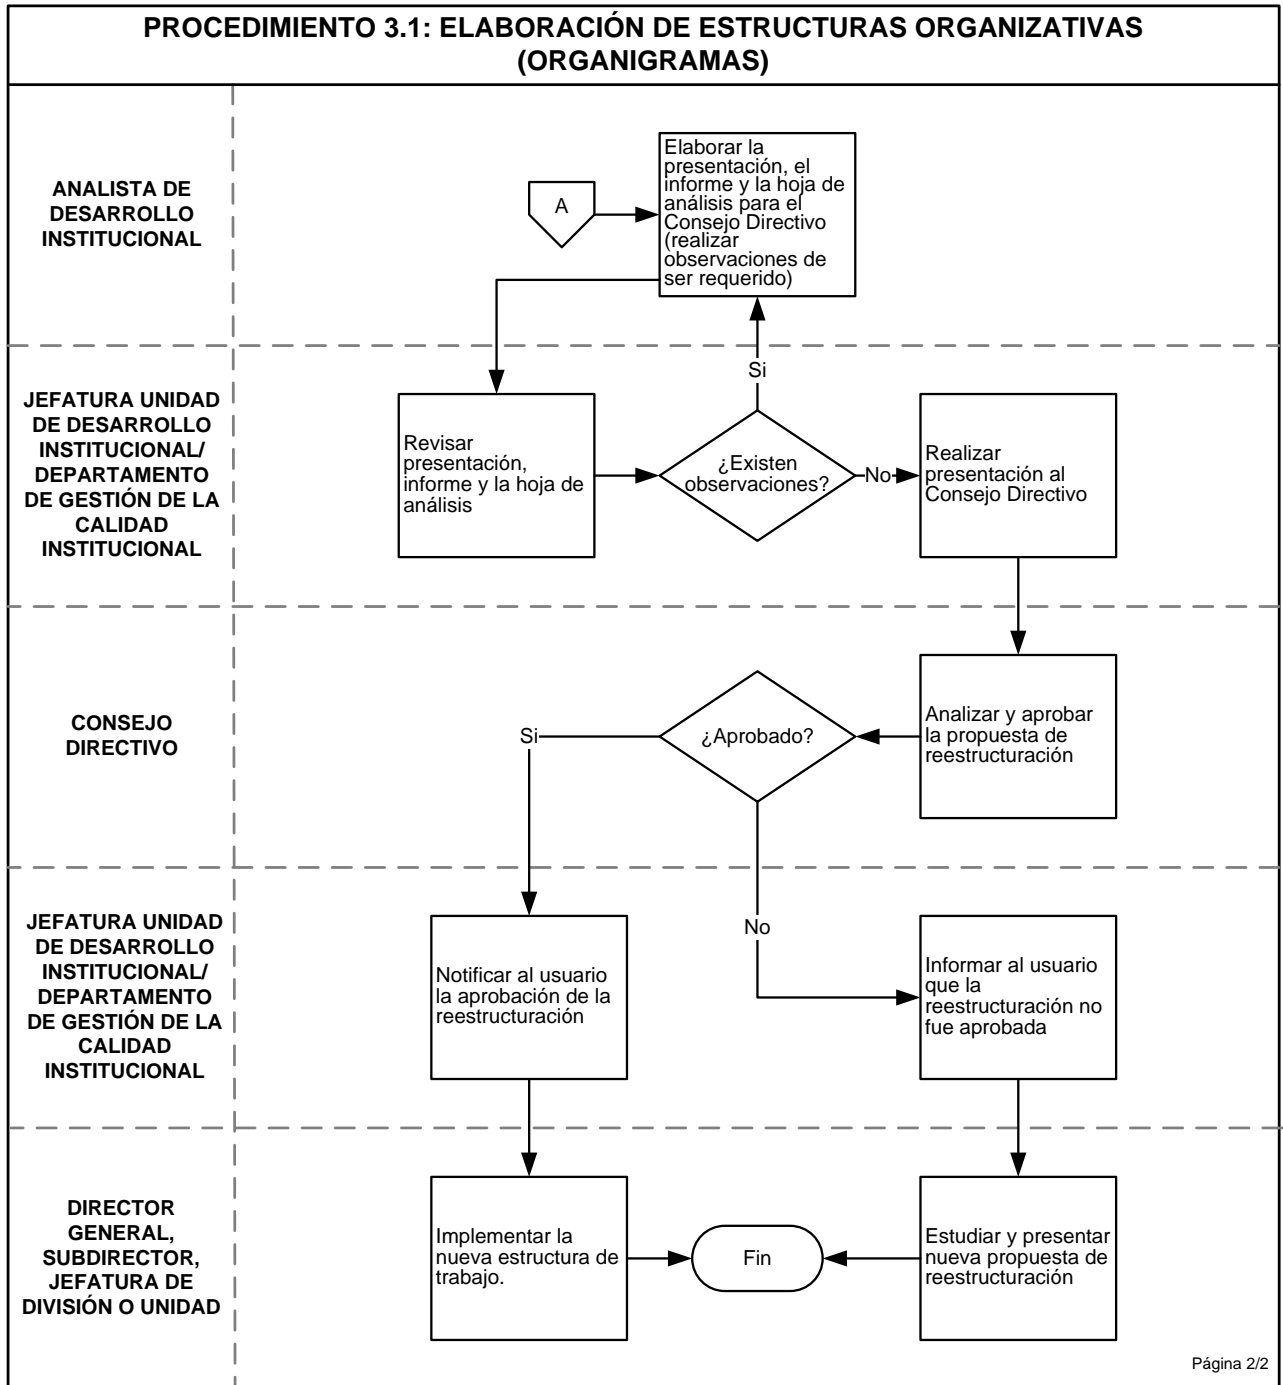 PROCEDIMIENTO 3.1: ELABORACIÓN DE ESTRUCTURAS ORGANIZATIVAS
(ORGANIGRAMAS)
ANALISTA DE
DESARROLLO
INSTITUCIONAL
A
Elaborar la
presentación, el
informe y la hoja de
análisis para el
Consejo Directivo
(realizar
observaciones de
ser requerido)
JEFATURA UNIDAD
DE DESARROLLO
INSTITUCIONAL/
DEPARTAMENTO
DE GESTIÓN DE LA
CALIDAD
INSTITUCIONAL
Revisar
presentación,
informe y la hoja de
análisis
Si
¿Existen
observaciones?
No
Realizar
presentación al
Consejo Directivo
CONSEJO
DIRECTIVO
Si
¿Aprobado?
Analizar y aprobar
la propuesta de
reestructuración
JEFATURA UNIDAD
DE DESARROLLO
INSTITUCIONAL/
DEPARTAMENTO
DE GESTIÓN DE LA
CALIDAD
INSTITUCIONAL
Notificar al usuario
la aprobación de la
reestructuración
No
Informar al usuario
que la
reestructuración no
fue aprobada
DIRECTOR
GENERAL,
SUBDIRECTOR,
JEFATURA DE
DIVISIÓN O UNIDAD
Implementar la
nueva estructura de
trabajo.
Fin
Estudiar y presentar
nueva propuesta de
reestructuración
Página 2/2